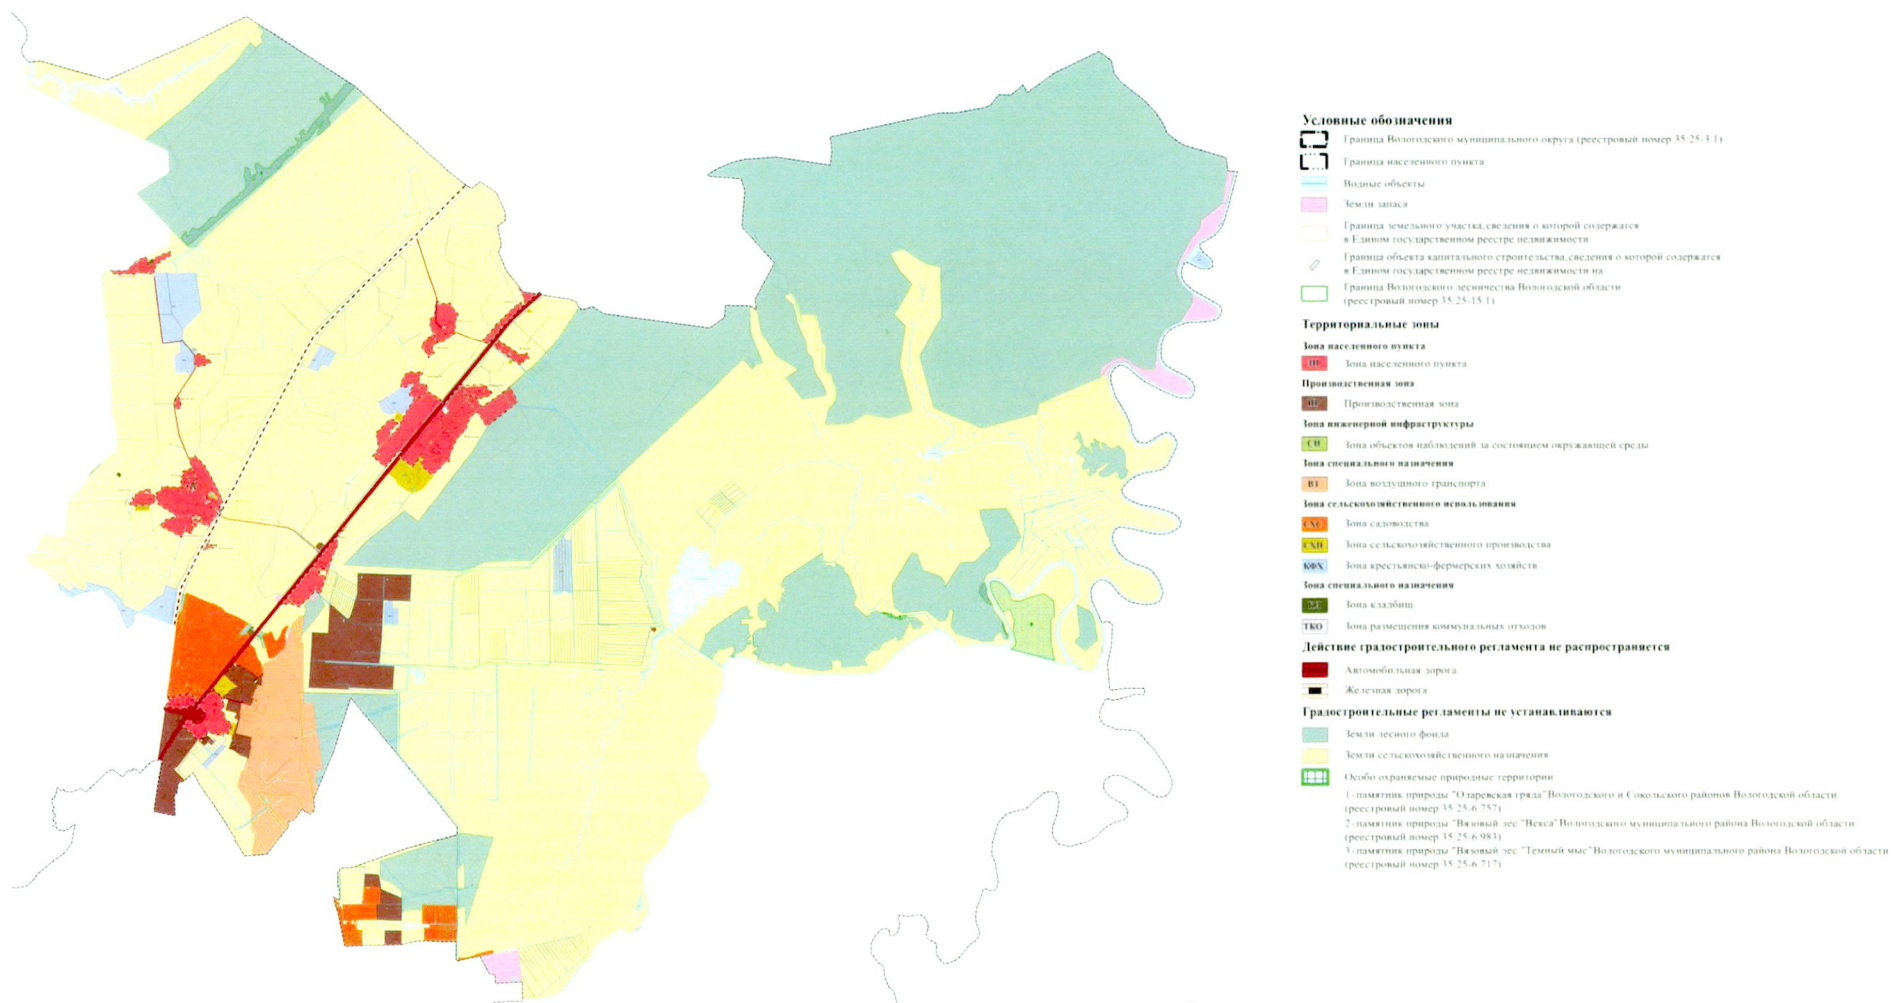 Условные обозначения
Граница Вологодского муниципального округа (реестровый номер 35:25-3.1)
Граница населенного пункта
Водные объекты
Земли запаса
Граница земельного участка, сведения о которой содержатся
в Едином государственном реестре недвижимости
Граница объекта капитального строительства, сведения о которой содержатся
в Едином государственном реестре недвижимости на
Граница Вологодского лесничества Вологодской области
(реестровый номер 35:25-15.1)
Территориальные зоны
Зона населенного пункта
Зона населенного пункта
Производственная зона
Производственная зона
Зона инженерной инфраструктуры
СН Зона объектов наблюдений за состоянием окружающей среды
Зона специального назначения
ВТ Зона воздушного транспорта
Зона сельскохозяйственного использования
СХС Зона садоводства
СХП Зона сельскохозяйственного производства
КФХ Зона крестьянско-фермерских хозяйств
Зона специального назначения
Зона кладбищ
ТКО Зона размещения коммунальных отходов
Действие градостроительного регламента не распространяется
Автомобильная дорога
Железная дорога
Градостроительные регламенты не устанавливаются
Земли лесного фонда
Земли сельскохозяйственного назначения
Особо охраняемые природные территории
1-памятник природы "Одаревская гряда" Вологодского и Сокольского районов Вологодской области
(реестровый номер 35:25-6.757)
2-памятник природы "Вязовый лес "Векса" Вологодского муниципального района Вологодской области
(реестровый номер 35:25-6.983)
3-памятник природы "Вязовый лес "Темный мыс" Вологодского муниципального района Вологодской области
(реестровый номер 35:25-6.717)